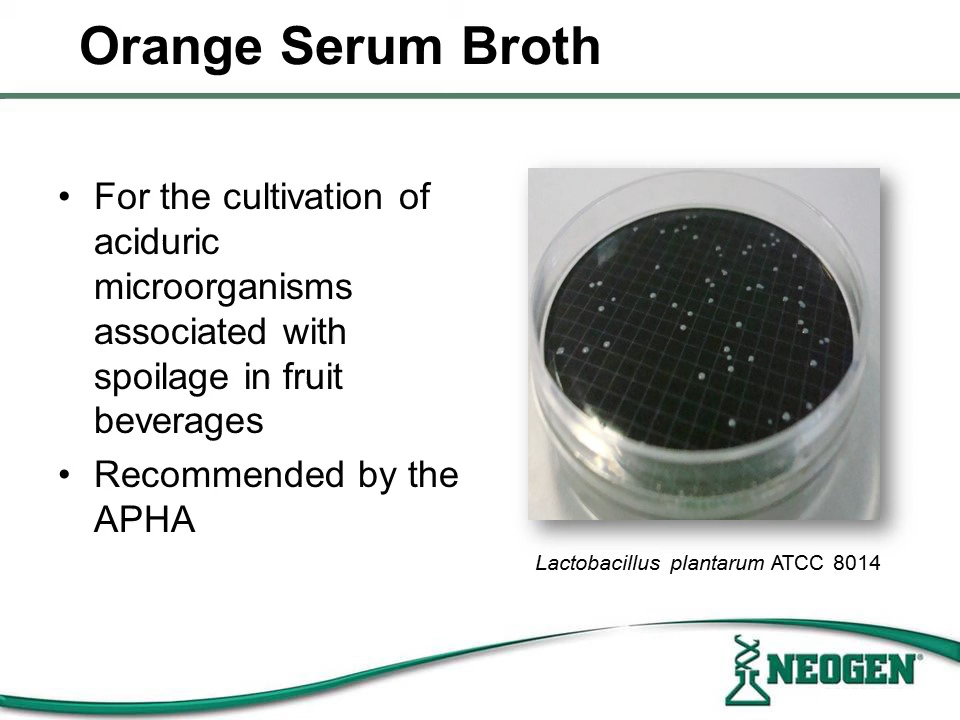 Orange Serum Broth
• For the cultivation of
aciduric
microorganisms
associated with
spoilage in fruit
beverages
• Recommended by the
APHA
Lactobacillus plantarum ATCC 8014
NEOGEN®